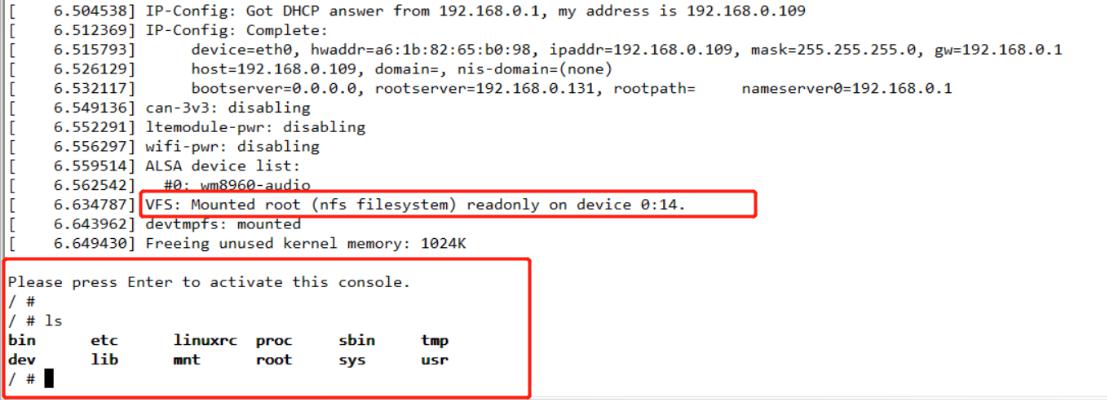 [    6.504538] IP-Config: Got DHCP answer from 192.168.0.1, my address is 192.168.0.109
[    6.512369] IP-Config: Complete:
[    6.515793]      device=eth0, hwaddr=a6:1b:82:65:b0:98, ipaddr=192.168.0.109, mask=255.255.255.0, gw=192.168.0.1
[    6.526129]      host=192.168.0.109, domain=, nis-domain=(none)
[    6.532117]      bootserver=0.0.0.0, rootserver=192.168.0.131, rootpath=     nameserver0=192.168.0.1
[    6.549136] can-3v3: disabling
[    6.552291] ltemodule-pwr: disabling
[    6.556297] wifi-pwr: disabling
[    6.559514] ALSA device list:
[    6.562542]   #0: wm8960-audio
[    6.634787] VFS: Mounted root (nfs filesystem) readonly on device 0:14.
[    6.643962] devtmpfs: mounted
[    6.649430] Freeing unused kernel memory: 1024K
Please press Enter to activate this console.
/ #
/ # ls
bin      etc      linuxrc  proc     sbin     tmp
dev      lib      mnt      root     sys      usr
/ #